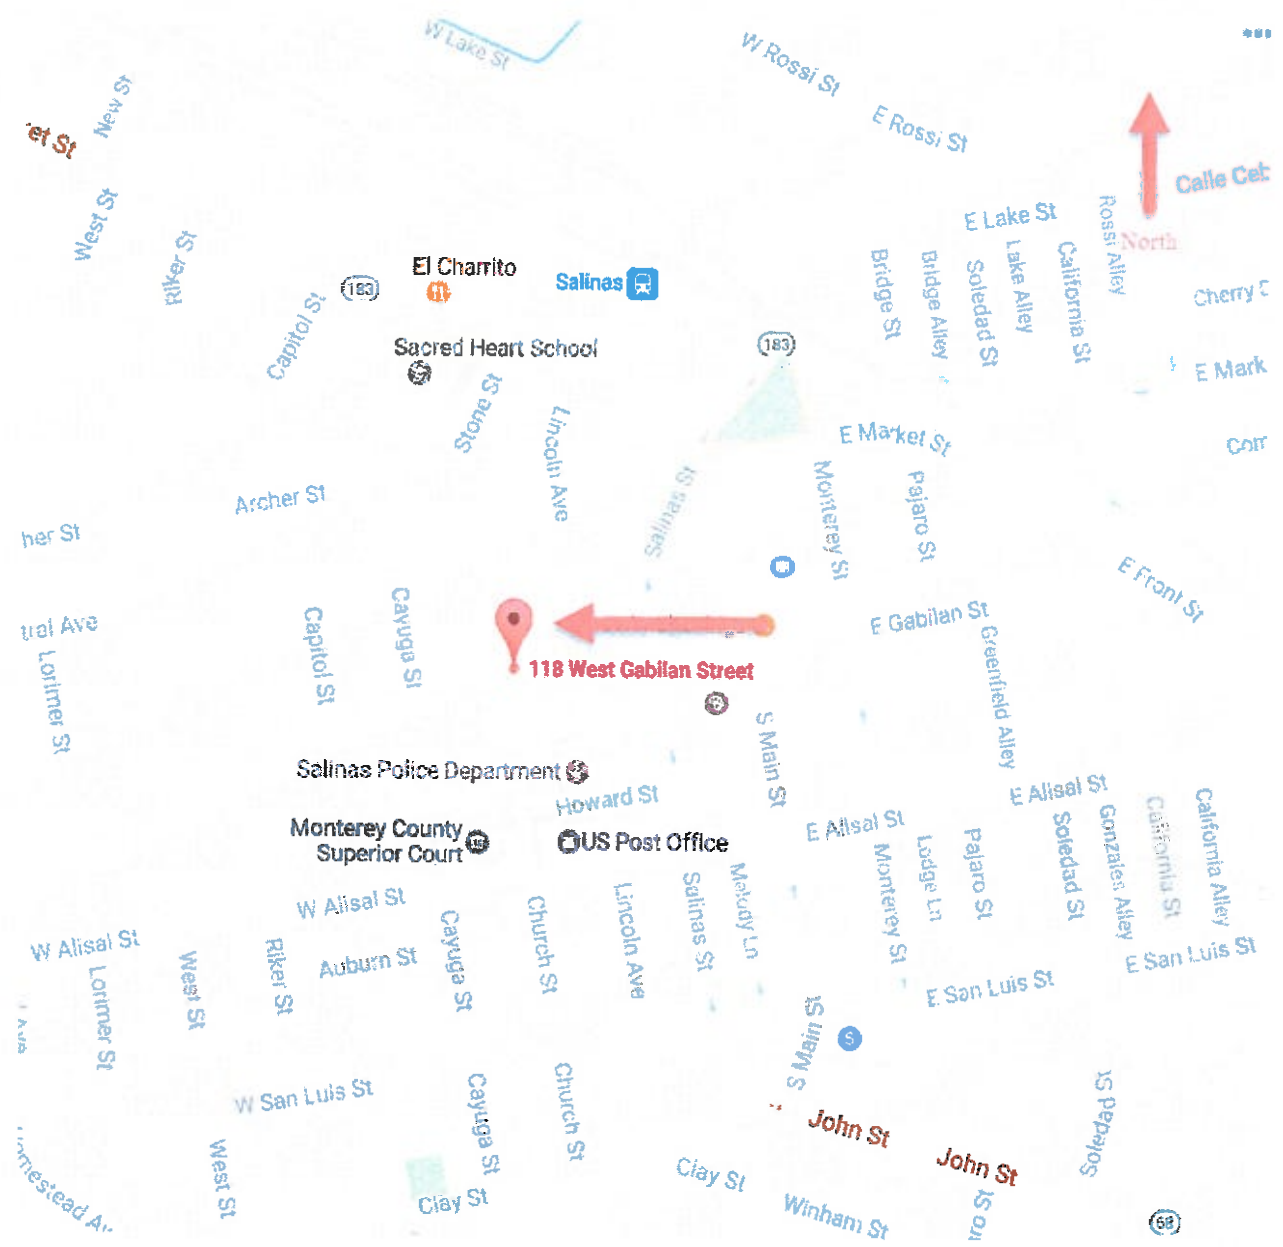 W Lake St
W Rossi St
E Rossi St
New St
et St
Calle Ceb
E Lake St
Rossi Alley
North
West St
Riker St
El Charrito
Salinas
183
Capitol St
Bridge St
Bridge Alley
Soledad St
Lake Alley
California St
Cherry
Sacred Heart School
183
E Mark
Stone St
Lincoln Ave
E Market St
Archer St
Salinas St
Monterey St
Pajaro St
her St
E Front St
tral Ave
Lorimer St
Capitol St
Cayuga St
E Gabilan St
118 West Gabilan Street
Greenfield Alley
S Main St
Salinas Police Department
Howard St
E Alisal St
Monterey County
Superior Court
US Post Office
E Alisal St
Monterey St
Lodge Ln
Pajaro St
Soledad St
Gonzales Alley
California St
California Alley
W Alisal St
Cayuga St
Church St
Lincoln Ave
Salinas St
Melody Ln
W Alisal St
Lorimer St
West St
Riker St
Auburn St
E San Luis St
E San Luis St
S Main St
S
W San Luis St
Cayuga St
Church St
John St
John St
Soledad St
West St
Clay St
Clay St
Winham St
68